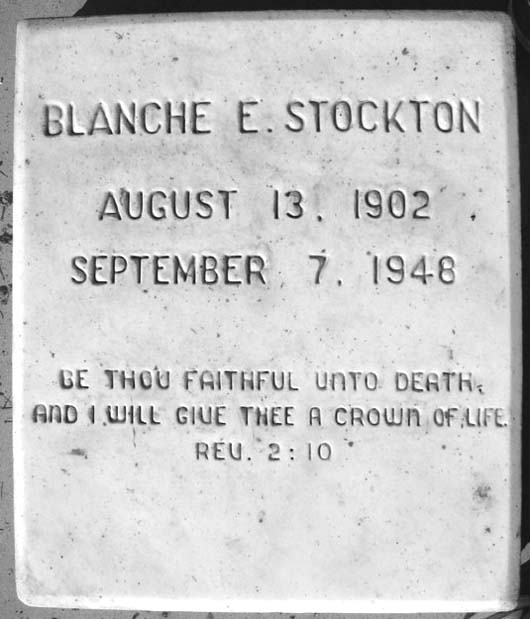 BLANCHE E. STOCKTON
AUGUST 13, 1902
SEPTEMBER 7, 1948
BE THOU FAITHFUL UNTO DEATH,
AND I WILL GIVE THEE A CROWN OF LIFE.
REV. 2:10